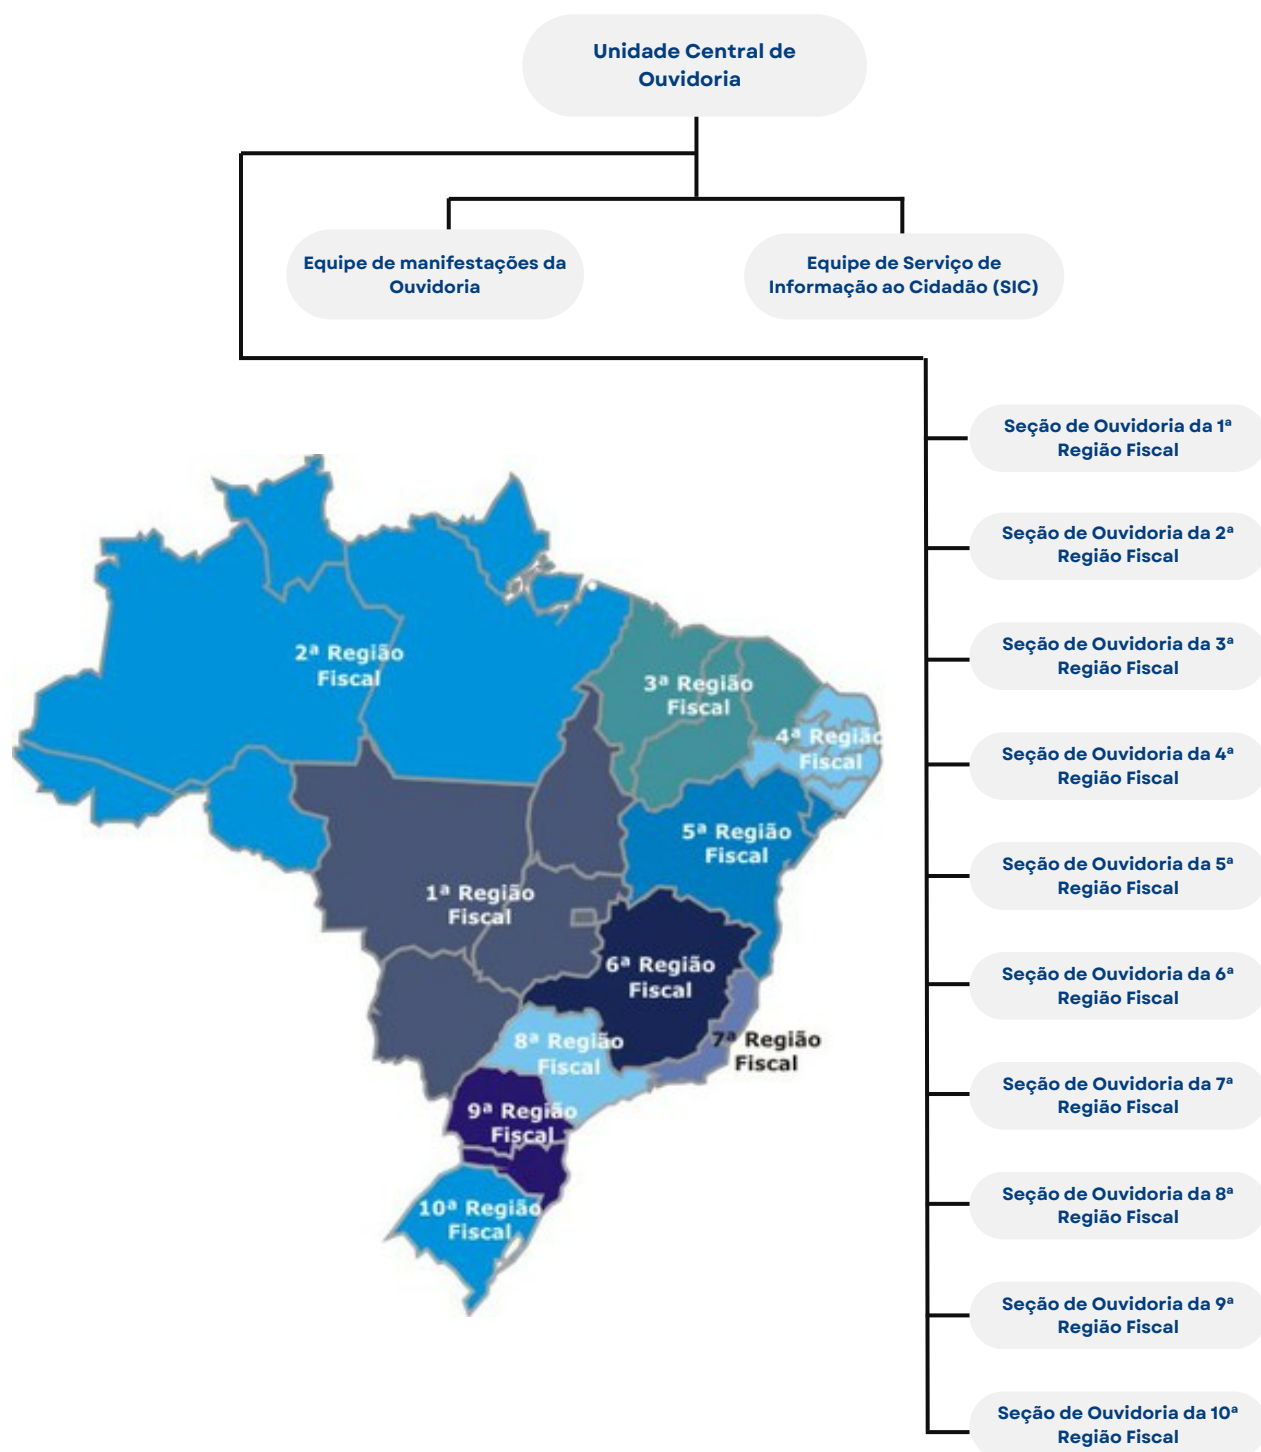 Unidade Central de
Ouvidoria
Equipe de manifestações da
Ouvidoria
Equipe de Serviço de
Informação ao Cidadão (SIC)
Seção de Ouvidoria da 1ª
Região Fiscal
Seção de Ouvidoria da 2ª
Região Fiscal
Seção de Ouvidoria da 3ª
Região Fiscal
Seção de Ouvidoria da 4ª
Região Fiscal
Seção de Ouvidoria da 5ª
Região Fiscal
Seção de Ouvidoria da 6ª
Região Fiscal
Seção de Ouvidoria da 7ª
Região Fiscal
Seção de Ouvidoria da 8ª
Região Fiscal
Seção de Ouvidoria da 9ª
Região Fiscal
Seção de Ouvidoria da 10ª
Região Fiscal
2ª Região
Fiscal
3ª Região
Fiscal
4ª Região
Fiscal
5ª Região
Fiscal
1ª Região
Fiscal
6ª Região
Fiscal
7ª Região
Fiscal
8ª Região
Fiscal
9ª Região
Fiscal
10ª Região
Fiscal